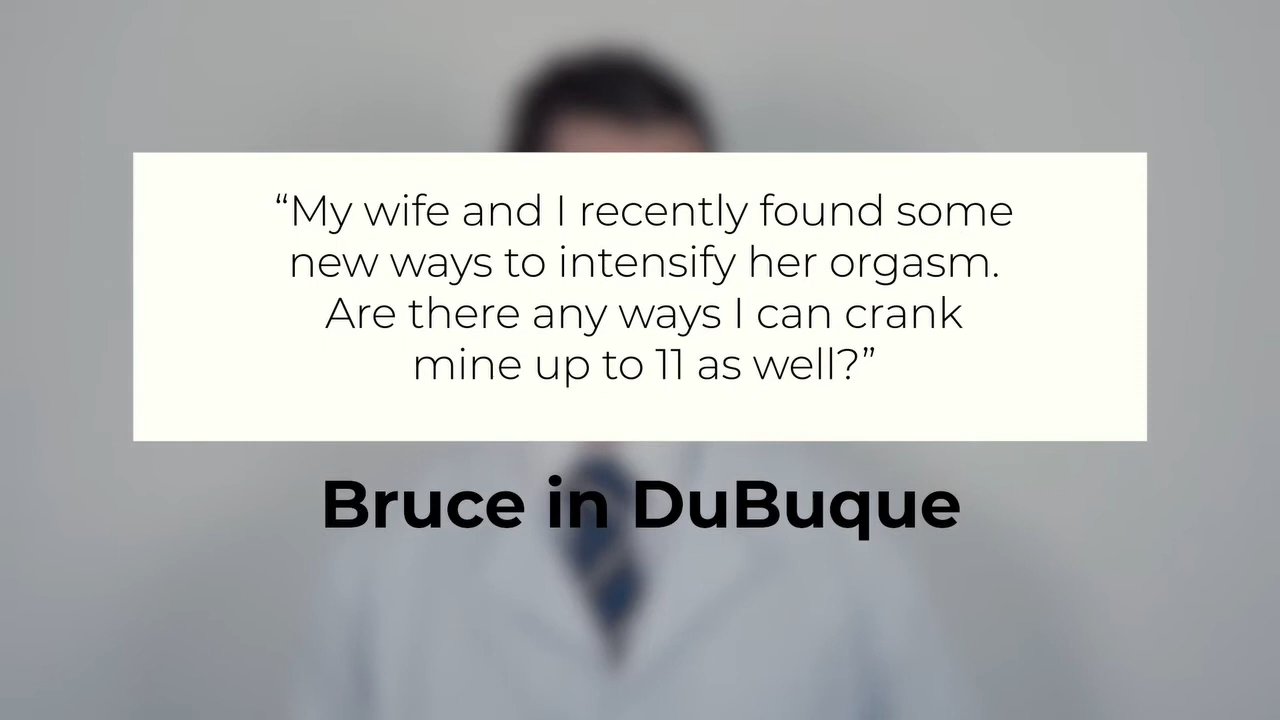 “My wife and I recently found some
new ways to intensify her orgasm.
Are there any ways I can crank
mine up to 11 as well?”
Bruce in DuBuque